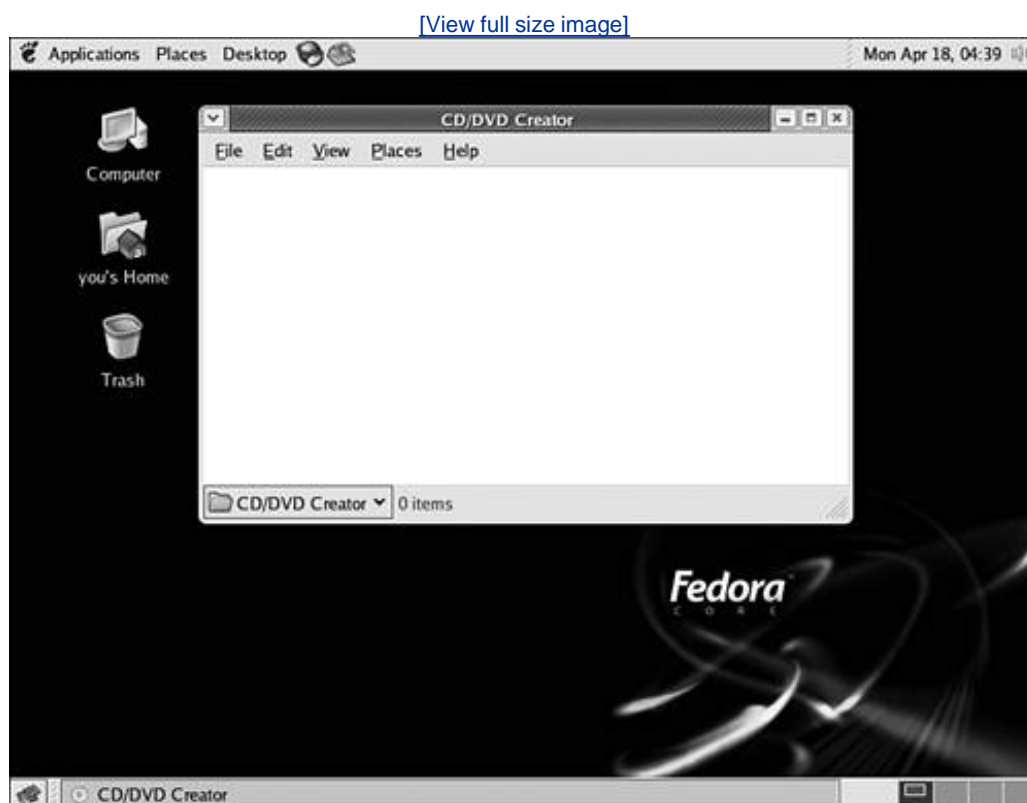 [View full size image]
Applications Places Desktop Mon Apr 18, 04:39
CD/DVD Creator
File Edit View Places Help
Computer
you's Home
Trash
CD/DVD Creator 0 items
Fedora™
CORE
CD/DVD Creator